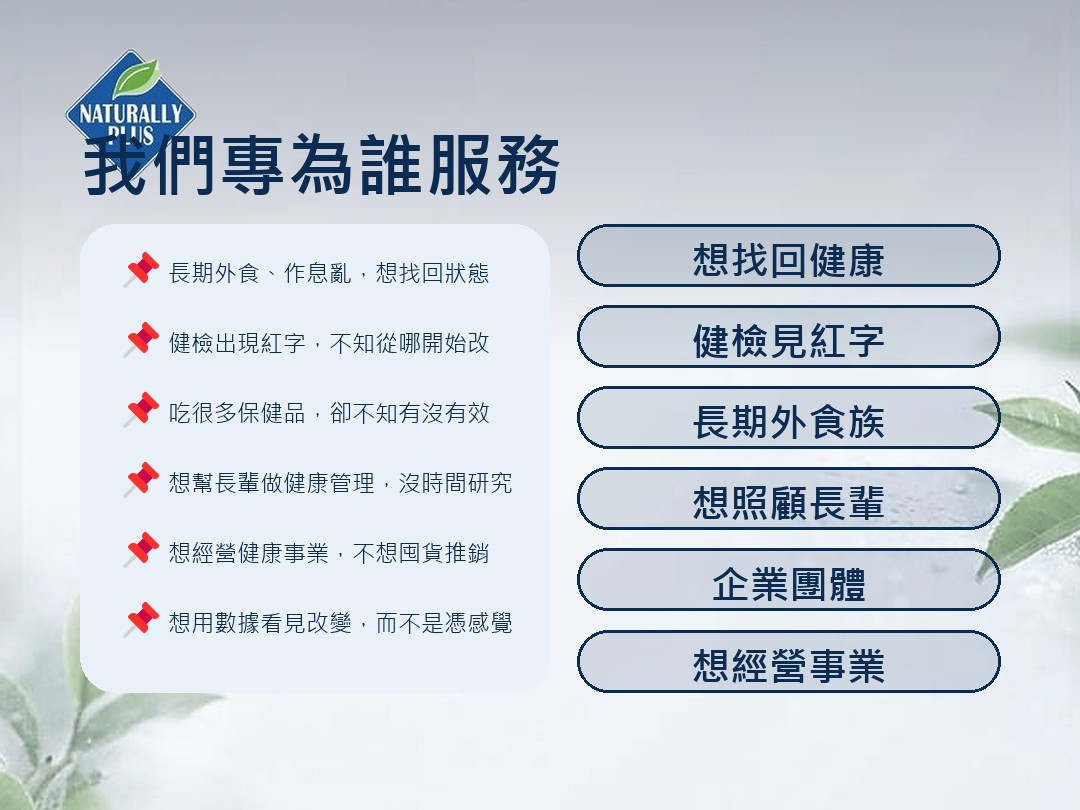 NATURALLY
PLUS
我們專為誰服務
長期外食、作息亂，想找回狀態
健檢出現紅字，不知從哪開始改
吃很多保健品，卻不知有沒有效
想幫長輩做健康管理，沒時間研究
想經營健康事業，不想囤貨推銷
想用數據看見改變，而不是憑感覺
想找回健康
健檢見紅字
長期外食族
想照顧長輩
企業團體
想經營事業